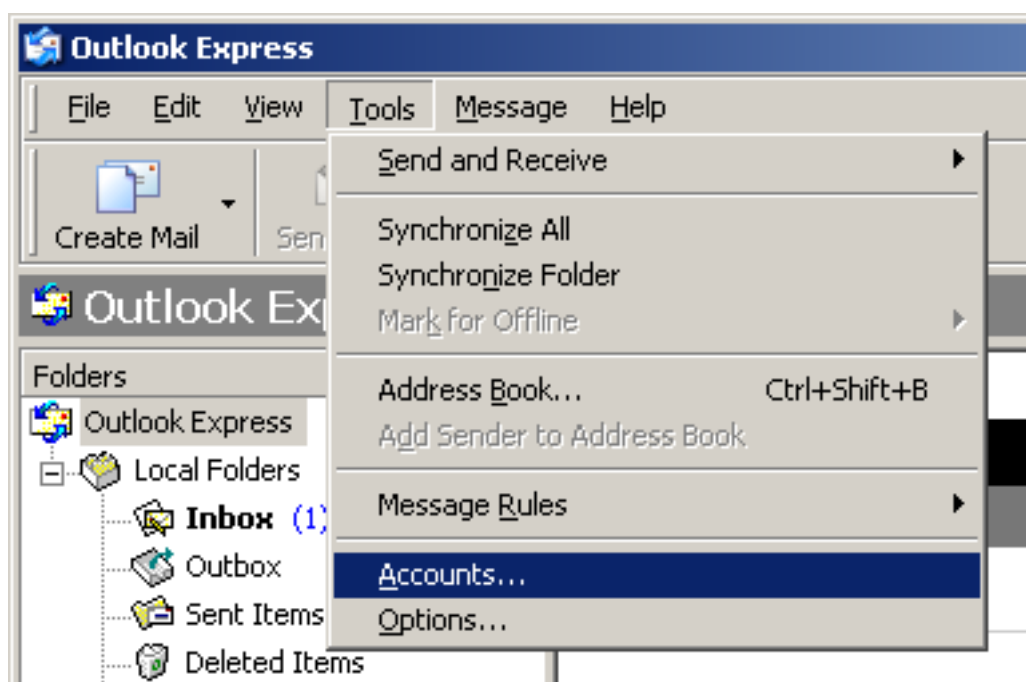 Outlook Express
File Edit View Tools Message Help
Send and Receive
Create Mail
Synchronize All
Synchronize Folder
Mark for Offline
Folders
Address Book... Ctrl+Shift+B
Outlook Express
Add Sender to Address Book
Local Folders
Message Rules
Inbox (1)
Outbox
Accounts...
Sent Items
Options...
Deleted Items